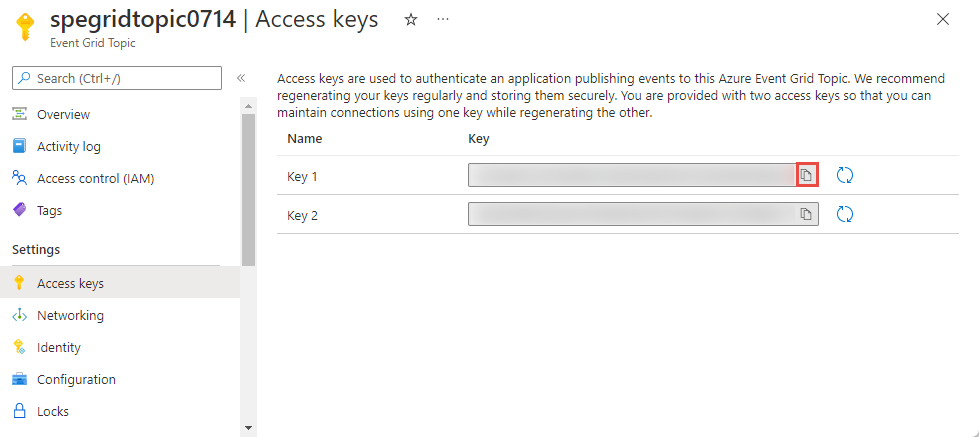 spegridtopic0714 | Access keys
Event Grid Topic
Search (Ctrl+/)
Overview
Activity log
Access control (IAM)
Tags
Settings
Access keys
Networking
Identity
Configuration
Locks
Access keys are used to authenticate an application publishing events to this Azure Event Grid Topic. We recommend
regenerating your keys regularly and storing them securely. You are provided with two access keys so that you can
maintain connections using one key while regenerating the other.
Name Key
Key 1
Key 2